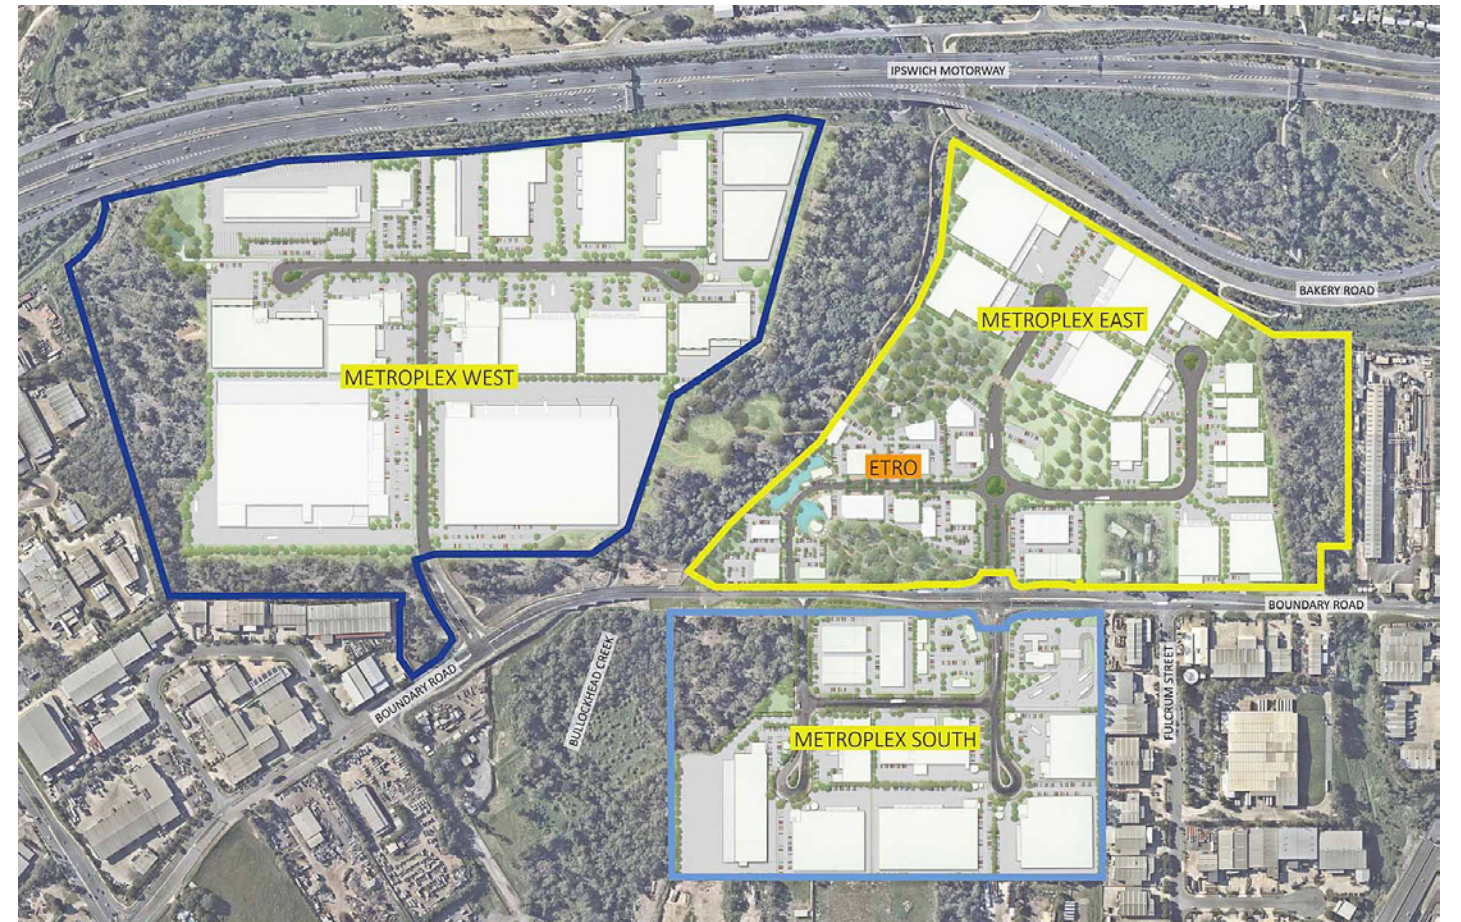 IPSWICH MOTORWAY
BAKERY ROAD
METROPLEX EAST
METROPLEX WEST
ETRO
BOUNDARY ROAD
BOUNDARY ROAD
BULLOCKHEAD CREEK
FULCRUM STREET
METROPLEX SOUTH